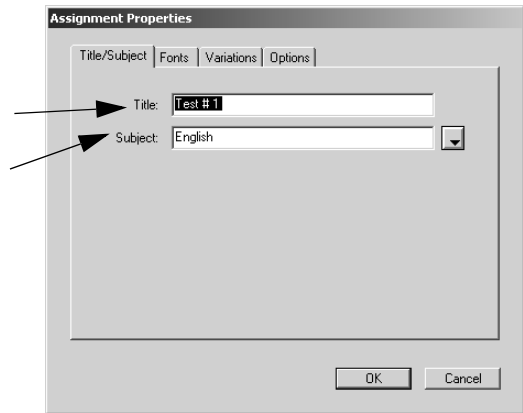 Assignment Properties
Title/Subject Fonts Variations Options
Title: Test # 1
Subject: English
OK Cancel